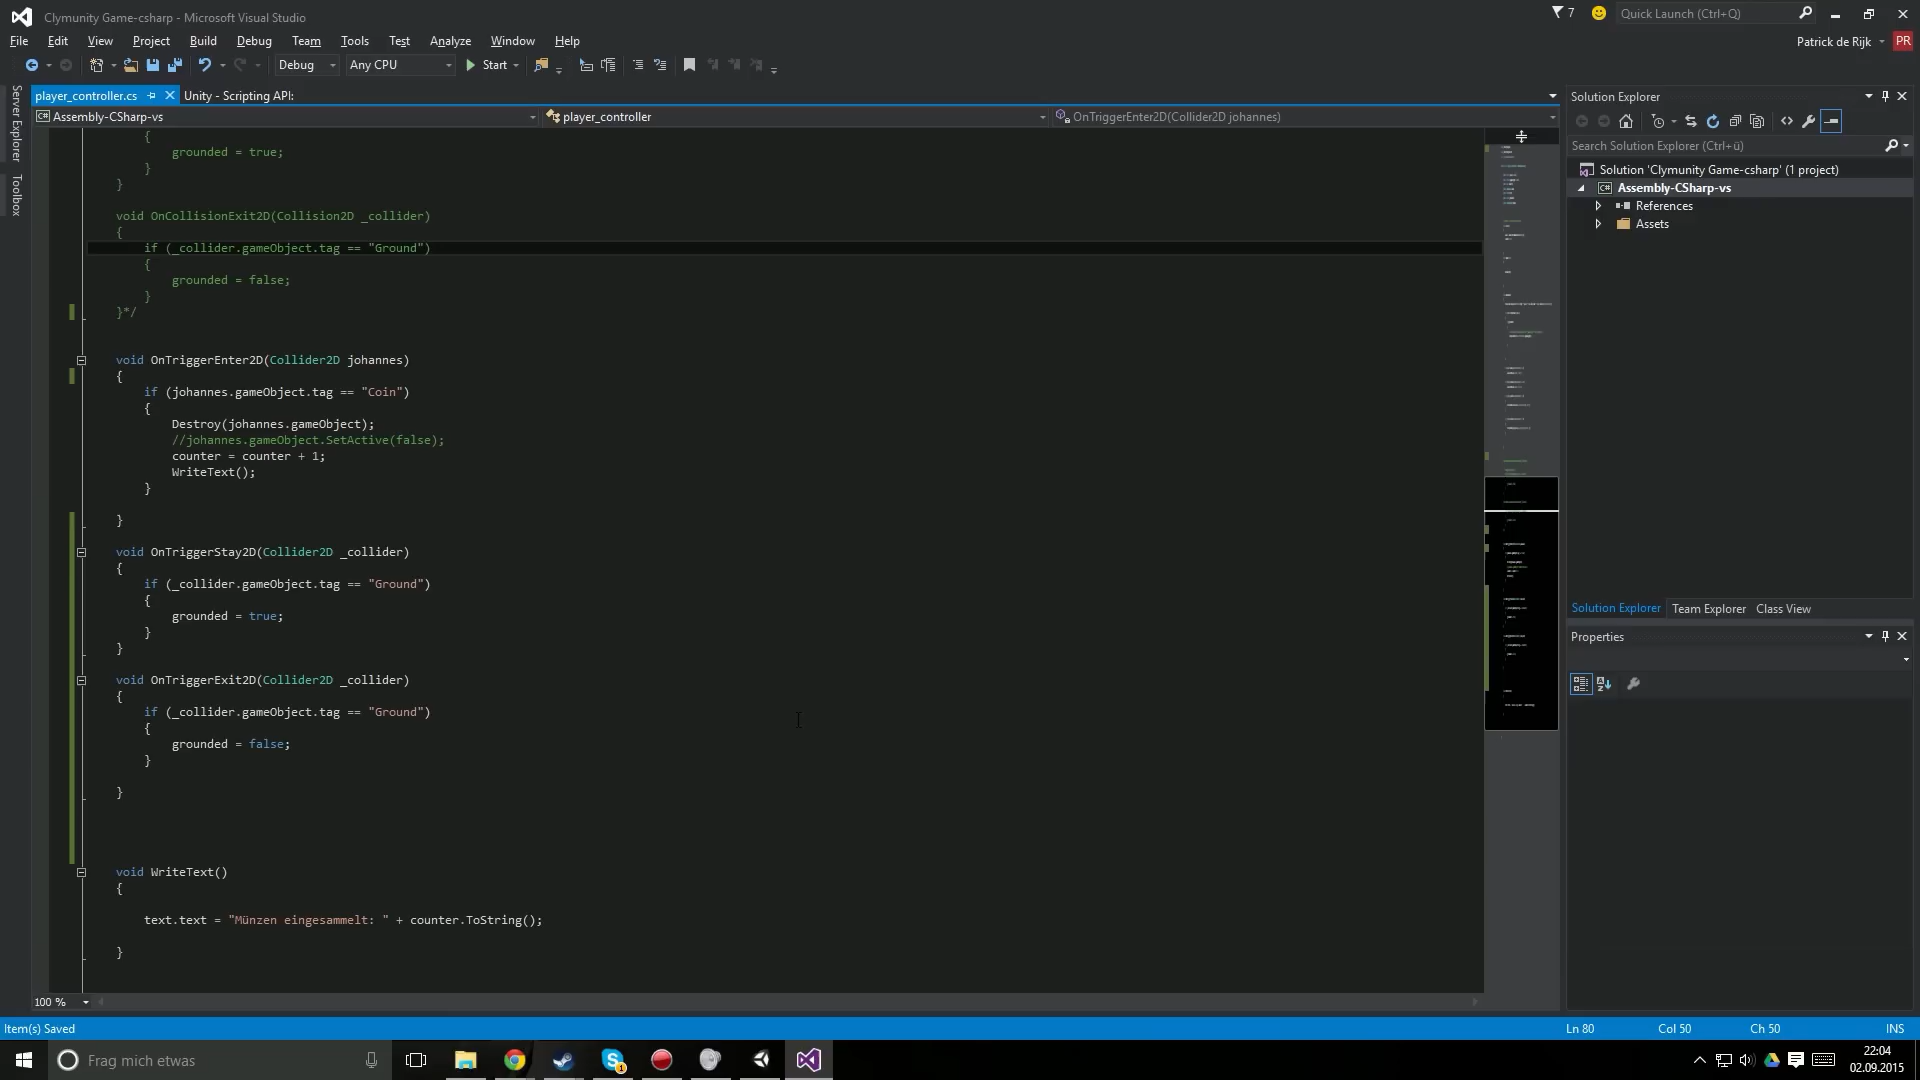 Clymunity Game-csharp - Microsoft Visual Studio
7
Quick Launch (Ctrl+Q)
File Edit View Project Build Debug Team Tools Test Analyze Window Help
Patrick de Rijk
PR
Debug
Any CPU
Start
Server Explorer
Toolbox
player_controller.cs
Unity - Scripting API:
Assembly-CSharp-vs
player_controller
OnTriggerEnter2D(Collider2D johannes)
{
grounded = true;
}
}
void OnCollisionExit2D(Collision2D _collider)
{
if (_collider.gameObject.tag == "Ground")
{
grounded = false;
}
}*/
void OnTriggerEnter2D(Collider2D johannes)
{
if (johannes.gameObject.tag == "Coin")
{
Destroy(johannes.gameObject);
//johannes.gameObject.SetActive(false);
counter = counter + 1;
WriteText();
}
}
void OnTriggerStay2D(Collider2D _collider)
{
if (_collider.gameObject.tag == "Ground")
{
grounded = true;
}
}
void OnTriggerExit2D(Collider2D _collider)
{
if (_collider.gameObject.tag == "Ground")
{
grounded = false;
}
}
void WriteText()
{
text.text = "Münzen eingesammelt: " + counter.ToString();
}
100 %
Solution Explorer
Search Solution Explorer (Ctrl+ü)
Solution 'Clymunity Game-csharp' (1 project)
Assembly-CSharp-vs
References
Assets
Solution Explorer Team Explorer Class View
Properties
Item(s) Saved
Ln 80
Col 50
Ch 50
INS
Frag mich etwas
22:04
02.09.2015